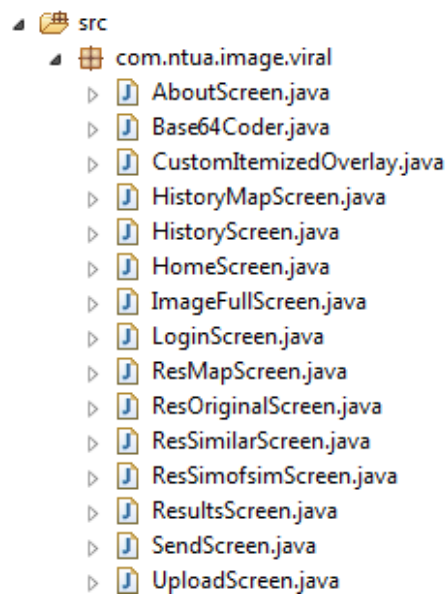 src
com.ntua.image.viral
AboutScreen.java
Base64Coder.java
CustomItemizedOverlay.java
HistoryMapScreen.java
HistoryScreen.java
HomeScreen.java
ImageFullScreen.java
LoginScreen.java
ResMapScreen.java
ResOriginalScreen.java
ResSimilarScreen.java
ResSimofsimScreen.java
ResultsScreen.java
SendScreen.java
UploadScreen.java